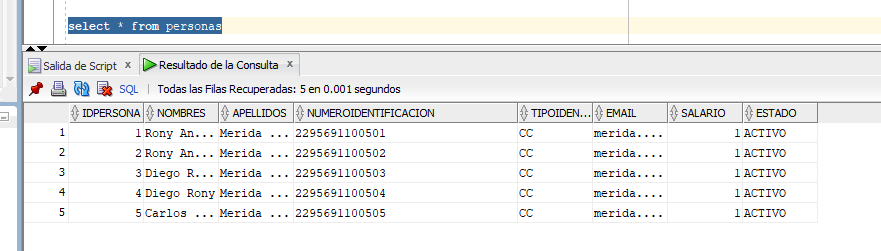 select * from personas
Salida de Script x Resultado de la Consulta x
SQL | Todas las Filas Recuperadas: 5 en 0.001 segundos
IDPERSONA NOMBRES APELLIDOS NUMEROIDENTIFICACION TIPOIDEN... EMAIL SALARIO ESTADO
1 1 Rony An... Merida ... 2295691100501 CC merida.... 1 ACTIVO
2 2 Rony An... Merida ... 2295691100502 CC merida.... 1 ACTIVO
3 3 Diego R... Merida ... 2295691100503 CC merida.... 1 ACTIVO
4 4 Diego Rony Merida ... 2295691100504 CC merida.... 1 ACTIVO
5 5 Carlos ... Merida ... 2295691100505 CC merida.... 1 ACTIVO